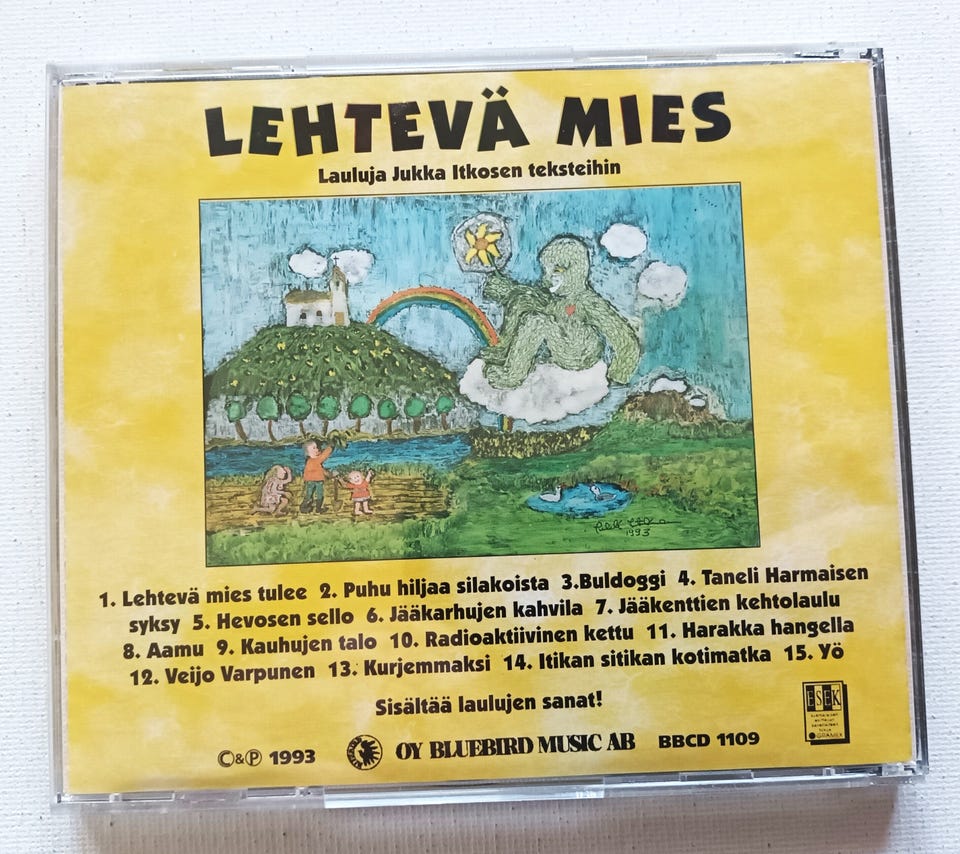 LEHTEVÄ MIES
Lauluja Jukka Itkosen teksteihin
1993
1. Lehtevä mies tulee 2. Puhu hiljaa silakoista 3.Buldoggi 4. Taneli Harmaisen
syksy 5. Hevosen sello 6. Jääkarhujen kahvila 7. Jääkenttien kehtolaulu
8. Aamu 9. Kauhujen talo 10. Radioaktiivinen kettu 11. Harakka hangella
12. Veijo Varpunen 13. Kurjemmaksi 14. Itikan sitikan kotimatka 15. Yö
Sisältää laulujen sanat!
ESEK
GRAMEX
©&℗ 1993 OY BLUEBIRD MUSIC AB BBCD 1109